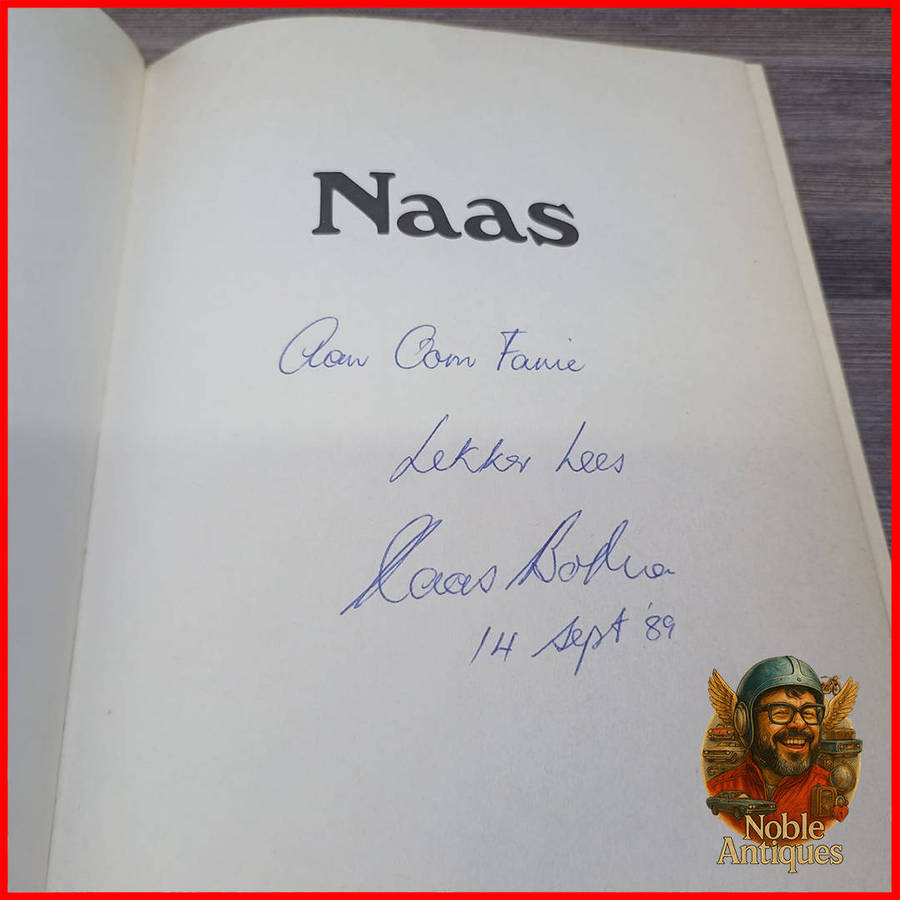 Naas
Aan Oom Fanie
Lekker Lees
Naas Botha
14 Sept '89
Noble
Antiques